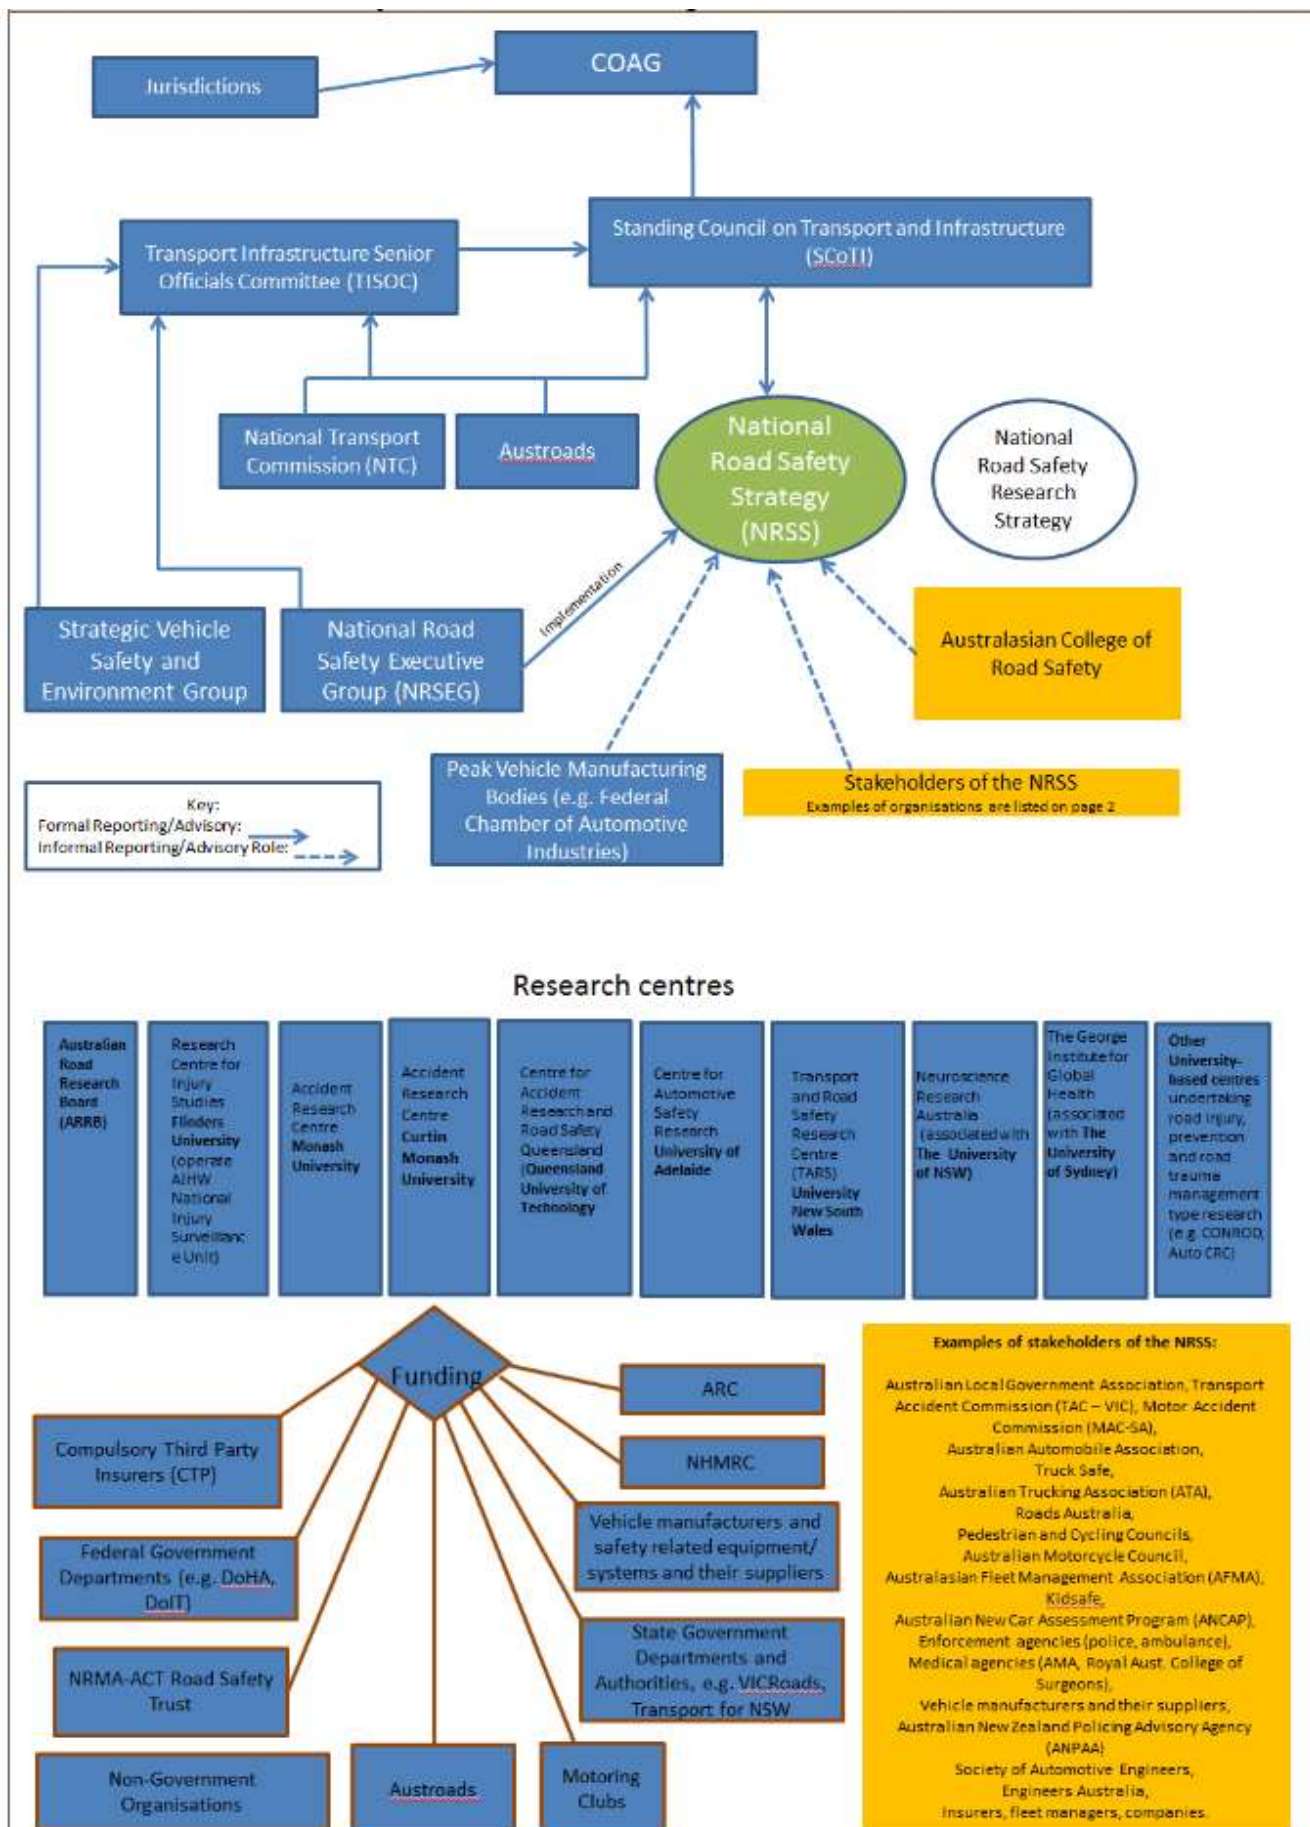 COAG
Jurisdictions
Standing Council on Transport and Infrastructure
(SCoTI)
Transport Infrastructure Senior
Officials Committee (TISOC)
National Transport
Commission (NTC)
Austroads
National
Road Safety
Strategy
(NRSS)
National
Road Safety
Research
Strategy
Implementation
Strategic Vehicle
Safety and
Environment Group
National Road
Safety Executive
Group (NRSEG)
Australasian College of
Road Safety
Peak Vehicle Manufacturing
Bodies (e.g. Federal
Chamber of Automotive
Industries)
Stakeholders of the NRSS
Examples of organisations are listed on page 2
Key:
Formal Reporting/Advisory:
Informal Reporting/Advisory Role:
Research centres
Australian
Road
Research
Board
(ARRB)
Research
Centre for
Injury
Studies
Flinders
University
(operate
AIHW
National
Injury
Surveillanc
e Unit)
Accident
Research
Centre
Monash
University
Accident
Research
Centre
Curtin
Monash
University
Centre for
Accident
Research and
Road Safety
Queensland
(Queensland
University of
Technology
Centre for
Automotive
Safety
Research
University of
Adelaide
Transport
and Road
Safety
Research
Centre
(TARS)
University
New South
Wales
Neuroscience
Research
Australia
(associated with
The University
of NSW)
The George
Institute for
Global
Health
(associated
with The
University
of Sydney)
Other
University-
based centres
undertaking
road injury,
prevention
and road
trauma
management
type research
(e.g. CONROD,
Auto CRC)
Funding
ARC
NHMRC
Compulsory Third Party
Insurers (CTP)
Vehicle manufacturers and
safety related equipment/
systems and their suppliers
Federal Government
Departments (e.g. DoHA,
DoIT)
State Government
Departments and
Authorities, e.g. VICRoads,
Transport for NSW
NRMA-ACT Road Safety
Trust
Non-Government
Organisations
Austroads
Motoring
Clubs
Examples of stakeholders of the NRSS:
Australian Local Government Association, Transport
Accident Commission (TAC – VIC), Motor Accident
Commission (MAC-SA),
Australian Automobile Association,
Truck Safe,
Australian Trucking Association (ATA),
Roads Australia,
Pedestrian and Cycling Councils,
Australian Motorcycle Council,
Australasian Fleet Management Association (AFMA),
Kidsafe,
Australian New Car Assessment Program (ANCAP),
Enforcement agencies (police, ambulance),
Medical agencies (AMA, Royal Aust. College of
Surgeons),
Vehicle manufacturers and their suppliers,
Australian New Zealand Policing Advisory Agency
(ANPAA)
Society of Automotive Engineers,
Engineers Australia,
Insurers, fleet managers, companies.